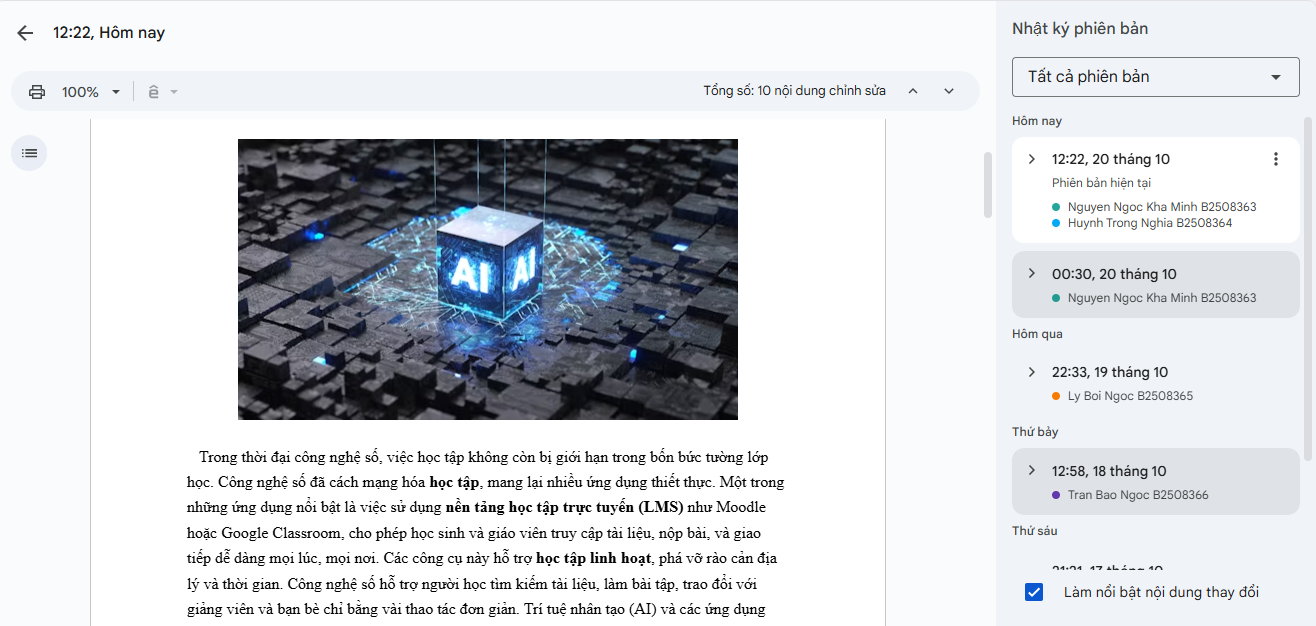 12:22, Hôm nay
100%
Tổng số: 10 nội dung chỉnh sửa
AI AI
Trong thời đại công nghệ số, việc học tập không còn bị giới hạn trong bốn bức tường lớp
học. Công nghệ số đã cách mạng hóa học tập, mang lại nhiều ứng dụng thiết thực. Một trong
những ứng dụng nổi bật là việc sử dụng nền tảng học tập trực tuyến (LMS) như Moodle
hoặc Google Classroom, cho phép học sinh và giáo viên truy cập tài liệu, nộp bài, và giao
tiếp dễ dàng mọi lúc, mọi nơi. Các công cụ này hỗ trợ học tập linh hoạt, phá vỡ rào cản địa
lý và thời gian. Công nghệ số hỗ trợ người học tìm kiếm tài liệu, làm bài tập, trao đổi với
giảng viên và bạn bè chỉ bằng vài thao tác đơn giản. Trí tuệ nhân tạo (AI) và các ứng dụng
Nhật ký phiên bản
Tất cả phiên bản
Hôm nay
12:22, 20 tháng 10
Phiên bản hiện tại
Nguyen Ngoc Kha Minh B2508363
Huynh Trong Nghia B2508364
00:30, 20 tháng 10
Nguyen Ngoc Kha Minh B2508363
Hôm qua
22:33, 19 tháng 10
Ly Boi Ngoc B2508365
Thứ bảy
12:58, 18 tháng 10
Tran Bao Ngoc B2508366
Thứ sáu
Làm nổi bật nội dung thay đổi